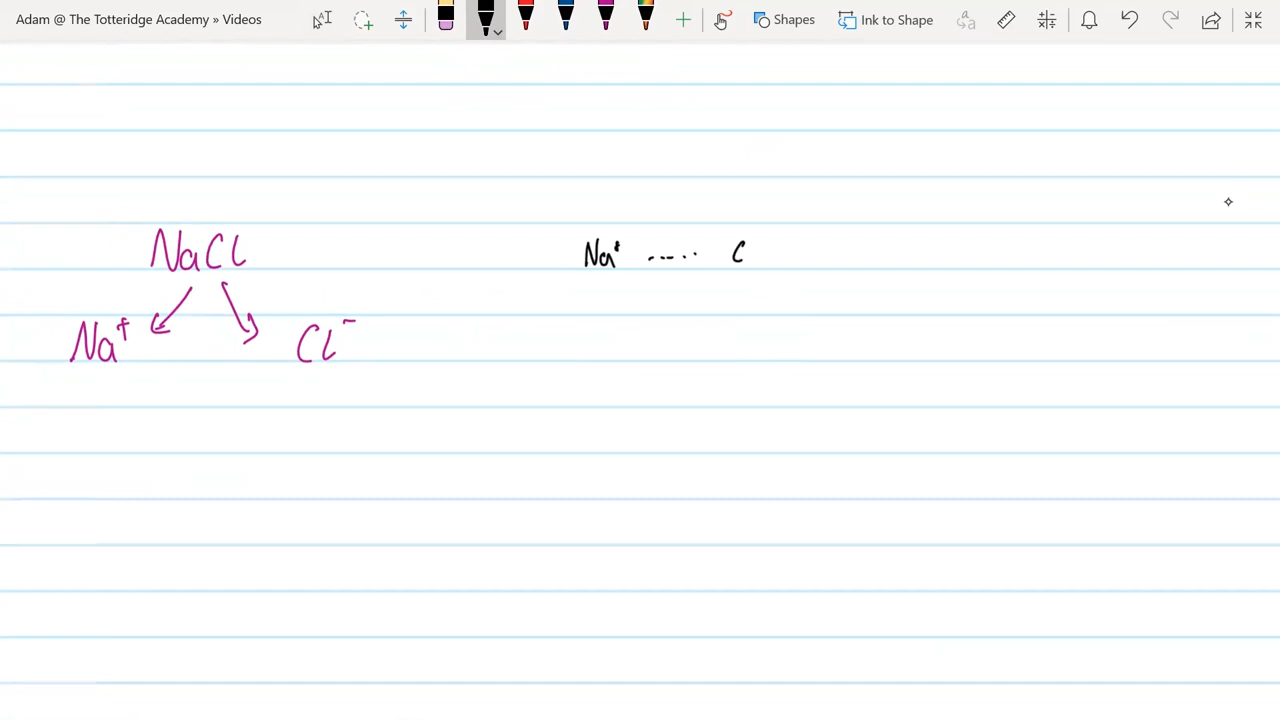 Adam @ The Totteridge Academy » Videos
Shapes
Ink to Shape
NaCl
Na⁺ ..... C
Na⁺ Cl⁻